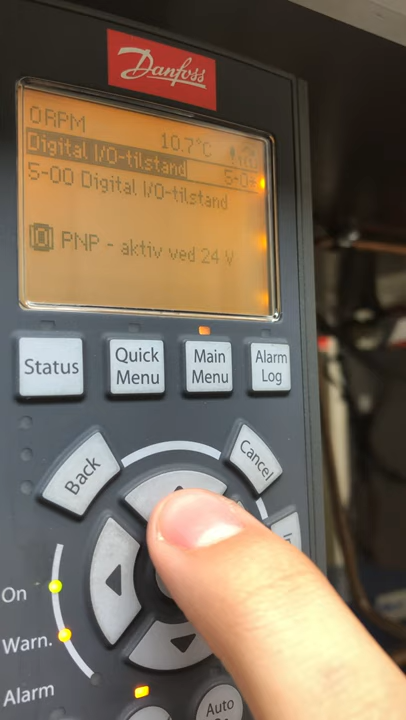 Danfoss
0RPM 10.7°C
Digital I/O-tilstand 5-0*
5-00 Digital I/O-tilstand
[0] PNP - aktiv ved 24 V
Status
Quick Menu
Main Menu
Alarm Log
Back
Cancel
On
Warn.
Alarm
Auto